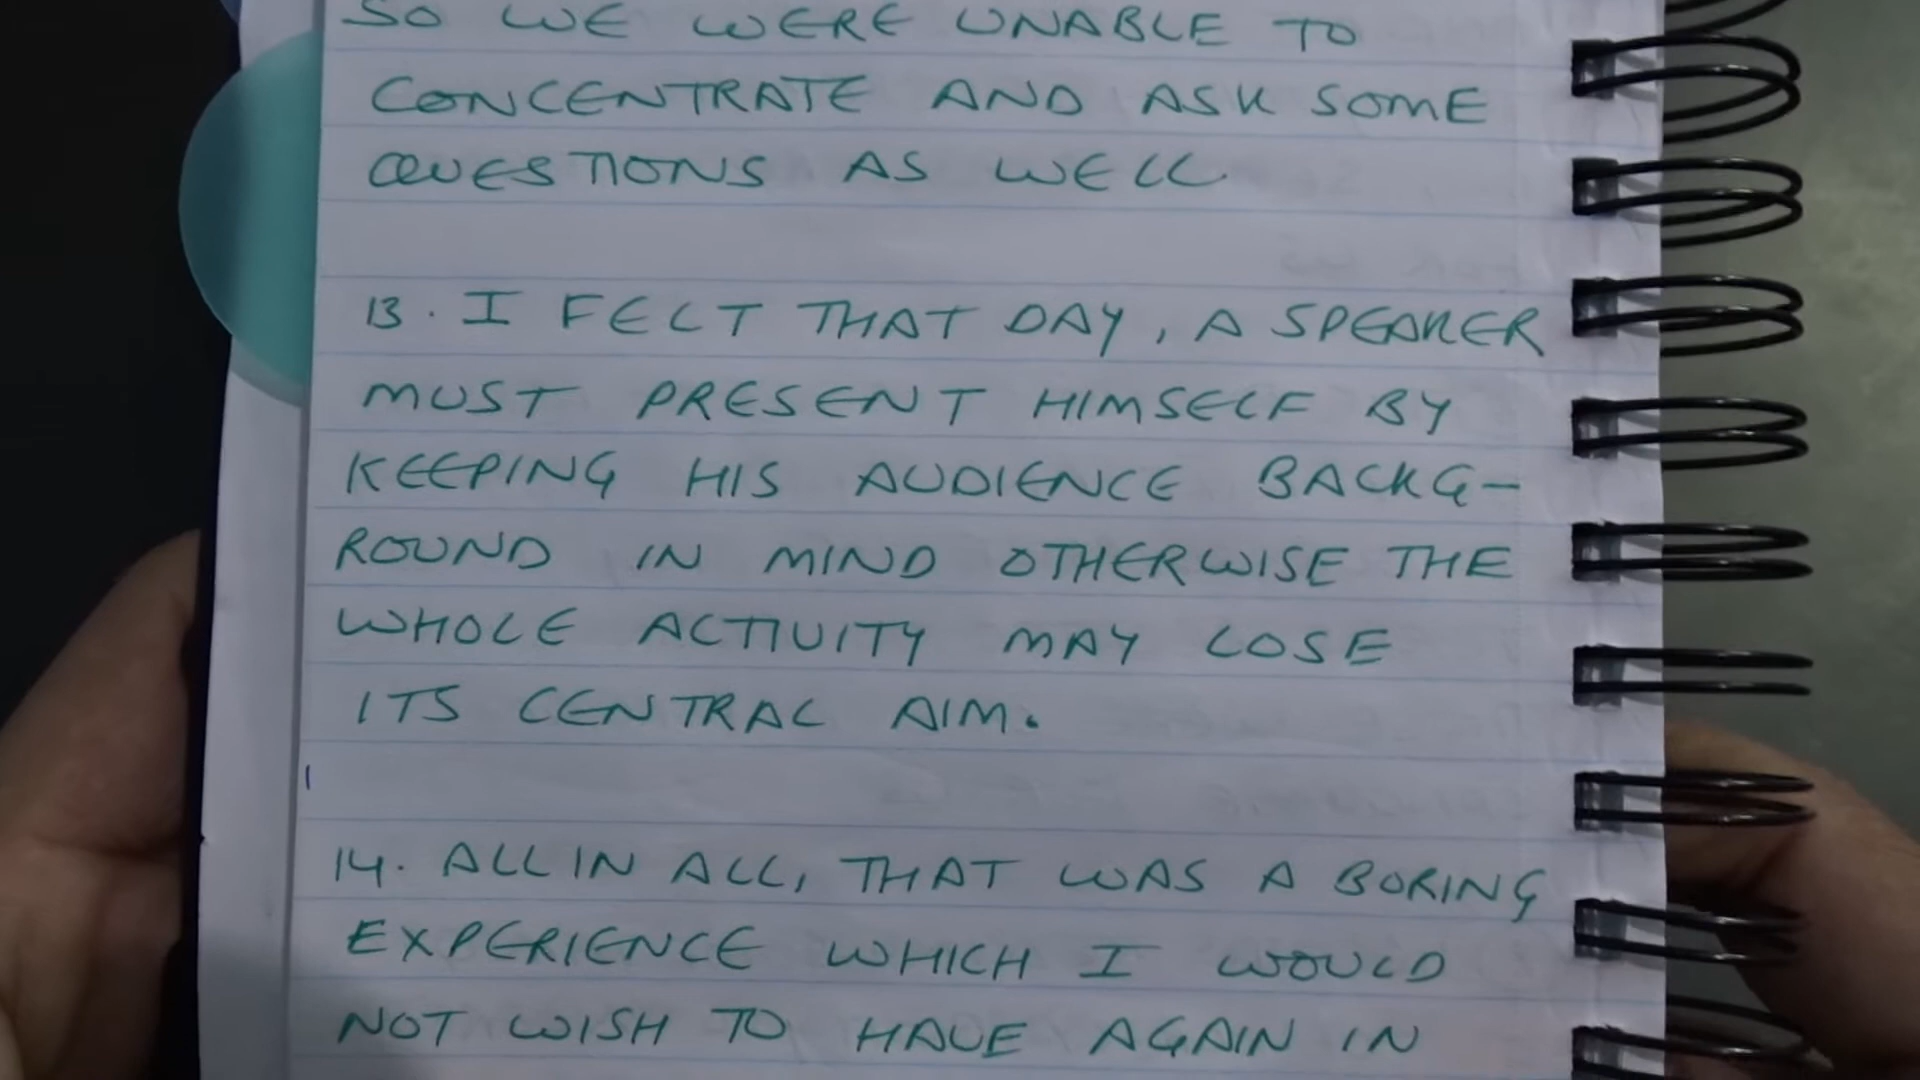 SO WE WERE UNABLE TO
CONCENTRATE AND ASK SOME
QUESTIONS AS WELL
13. I FELT THAT DAY, A SPEAKER
MUST PRESENT HIMSELF BY
KEEPING HIS AUDIENCE BACKG-
ROUND IN MIND OTHERWISE THE
WHOLE ACTIVITY MAY LOSE
ITS CENTRAL AIM.
14. ALL IN ALL, THAT WAS A BORING
EXPERIENCE WHICH I WOULD
NOT WISH TO HAVE AGAIN IN